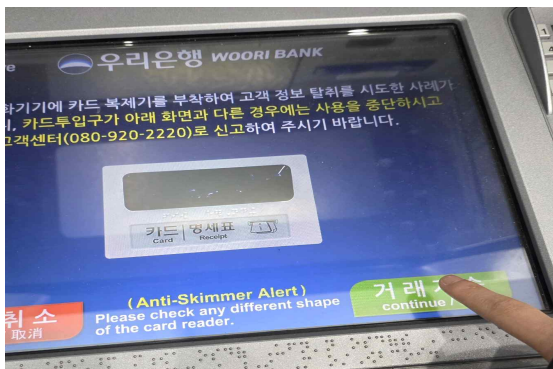 우리은행 WOORI BANK
화기기에 카드 복제기를 부착하여 고객 정보 탈취를 시도한 사례가
카드투입구가 아래 화면과 다른 경우에는 사용을 중단하시고
고객센터(080-920-2220)로 신고하여 주시기 바랍니다.
카드 명세표
Card Receipt
(Anti-Skimmer Alert)
Please check any different shape
of the card reader.
취소
取消
거래
continue /
1